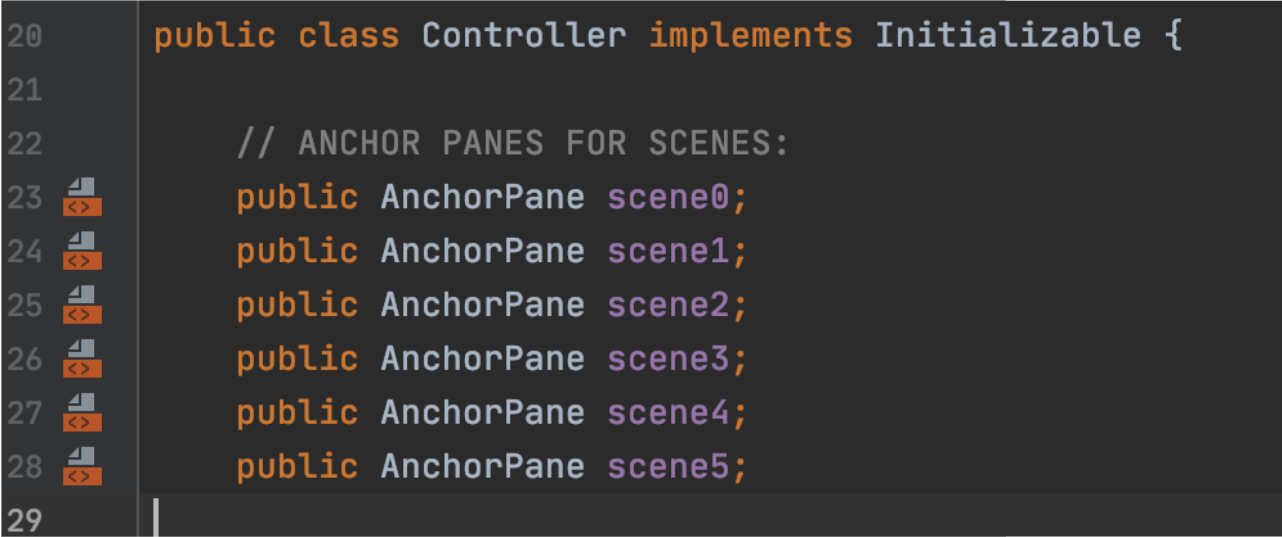 20 public class Controller implements Initializable {
21
22 // ANCHOR PANES FOR SCENES:
23 <> public AnchorPane scene0;
24 <> public AnchorPane scene1;
25 <> public AnchorPane scene2;
26 <> public AnchorPane scene3;
27 <> public AnchorPane scene4;
28 <> public AnchorPane scene5;
29